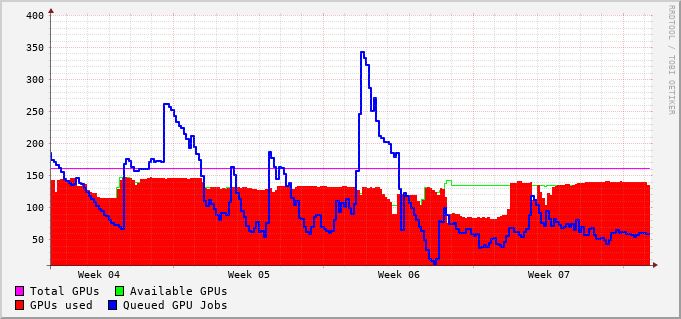 400
350
300
250
200
150
100
50
Week 04 Week 05 Week 06 Week 07
Total GPUs Available GPUs
GPUs used Queued GPU Jobs
RRDTOOL / TOBI OETIKER